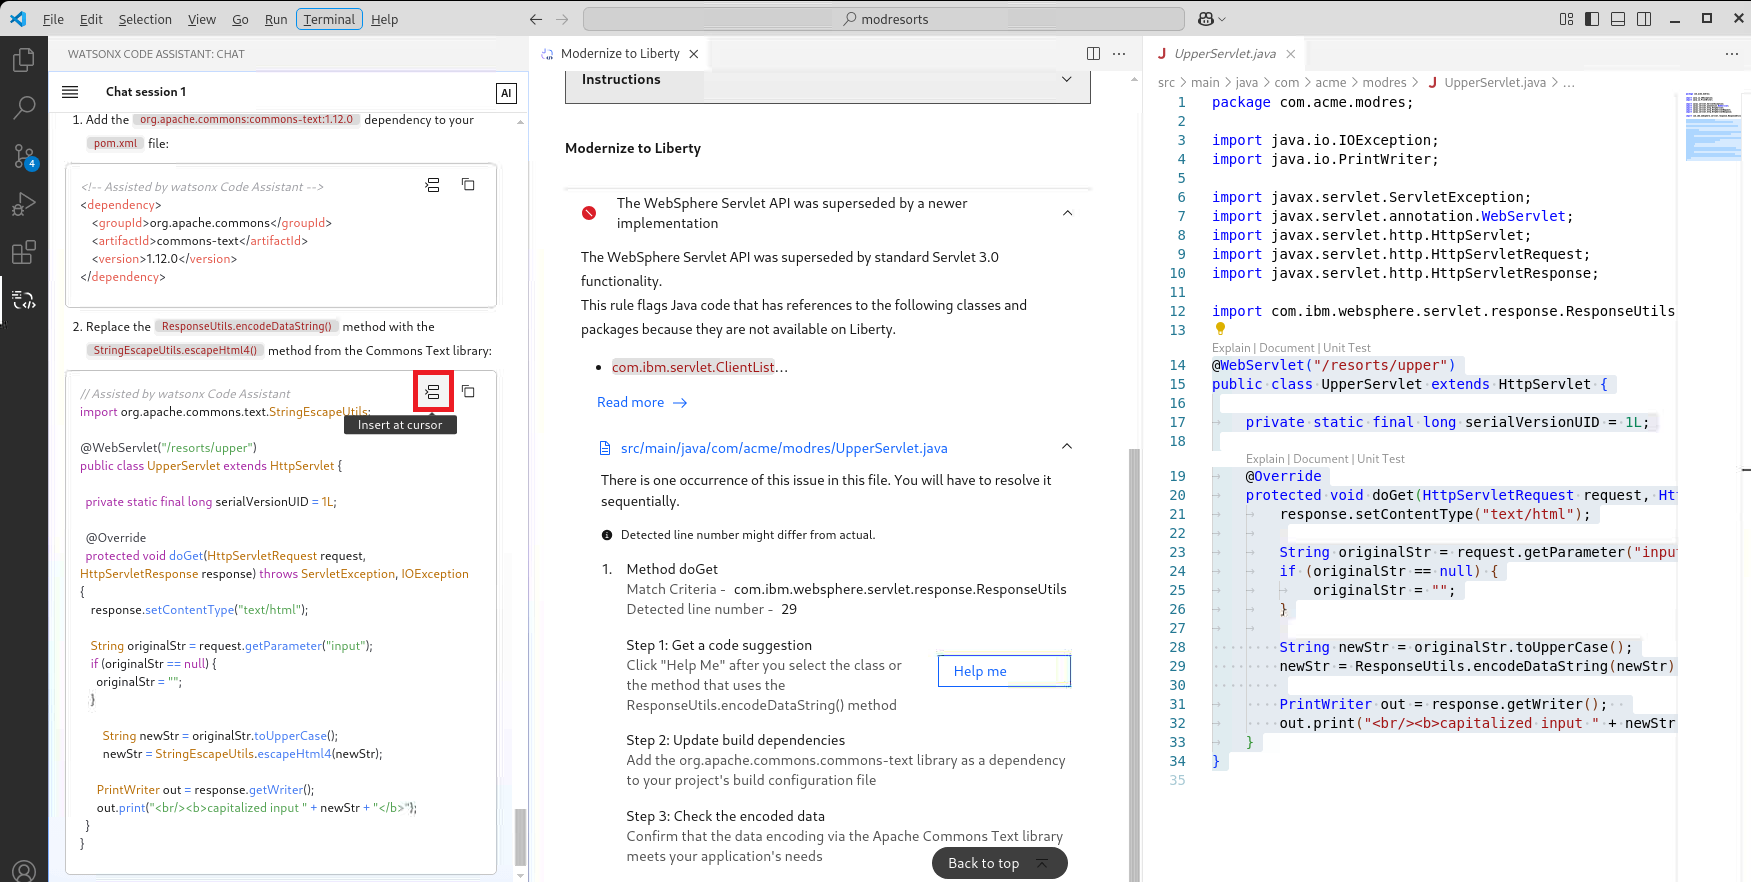 File Edit Selection View Go Run Terminal Help
modresorts
WATSONX CODE ASSISTANT: CHAT
Chat session 1
AI
4
1. Add the org.apache.commons:commons-text:1.12.0 dependency to your
pom.xml file:
<!-- Assisted by watsonx Code Assistant -->
<dependency>
<groupId>org.apache.commons</groupId>
<artifactId>commons-text</artifactId>
<version>1.12.0</version>
</dependency>
2. Replace the ResponseUtils.encodeDataString() method with the
StringEscapeUtils.escapeHtml4() method from the Commons Text library:
// Assisted by watsonx Code Assistant
import org.apache.commons.text.StringEscapeUtils;
Insert at cursor
@WebServlet("/resorts/upper")
public class UpperServlet extends HttpServlet {
private static final long serialVersionUID = 1L;
@Override
protected void doGet(HttpServletRequest request,
HttpServletResponse response) throws ServletException, IOException
{
response.setContentType("text/html");
String originalStr = request.getParameter("input");
if (originalStr == null) {
originalStr = "";
}
String newStr = originalStr.toUpperCase();
newStr = StringEscapeUtils.escapeHtml4(newStr);
PrintWriter out = response.getWriter();
out.print("<br/><b>capitalized input " + newStr + "</b>");
}
}
Modernize to Liberty
Instructions
Modernize to Liberty
The WebSphere Servlet API was superseded by a newer
implementation
The WebSphere Servlet API was superseded by standard Servlet 3.0
functionality.
This rule flags Java code that has references to the following classes and
packages because they are not available on Liberty.
• com.ibm.servlet.ClientList...
Read more →
src/main/java/com/acme/modres/UpperServlet.java
There is one occurrence of this issue in this file. You will have to resolve it
sequentially.
Detected line number might differ from actual.
1. Method doGet
Match Criteria - com.ibm.websphere.servlet.response.ResponseUtils
Detected line number - 29
Step 1: Get a code suggestion
Click "Help Me" after you select the class or
the method that uses the
ResponseUtils.encodeDataString() method
Help me
Step 2: Update build dependencies
Add the org.apache.commons.commons-text library as a dependency
to your project's build configuration file
Step 3: Check the encoded data
Confirm that the data encoding via the Apache Commons Text library
meets your application's needs
Back to top
J UpperServlet.java
src > main > java > com > acme > modres > J UpperServlet.java > ...
1 package com.acme.modres;
2
3 import java.io.IOException;
4 import java.io.PrintWriter;
5
6 import javax.servlet.ServletException;
7 import javax.servlet.annotation.WebServlet;
8 import javax.servlet.http.HttpServlet;
9 import javax.servlet.http.HttpServletRequest;
10 import javax.servlet.http.HttpServletResponse;
11
12 import com.ibm.websphere.servlet.response.ResponseUtils
13
Explain | Document | Unit Test
14 @WebServlet("/resorts/upper")
15 public class UpperServlet extends HttpServlet {
16
17 private static final long serialVersionUID = 1L;
18
Explain | Document | Unit Test
19 @Override
20 protected void doGet(HttpServletRequest request, Ht
21 response.setContentType("text/html");
22
23 String originalStr = request.getParameter("inpu
24 if (originalStr == null) {
25 originalStr = "";
26 }
27
28 String newStr = originalStr.toUpperCase();
29 newStr = ResponseUtils.encodeDataString(newStr)
30
31 PrintWriter out = response.getWriter();
32 out.print("<br/><b>capitalized input " + newStr
33 }
34 }
35